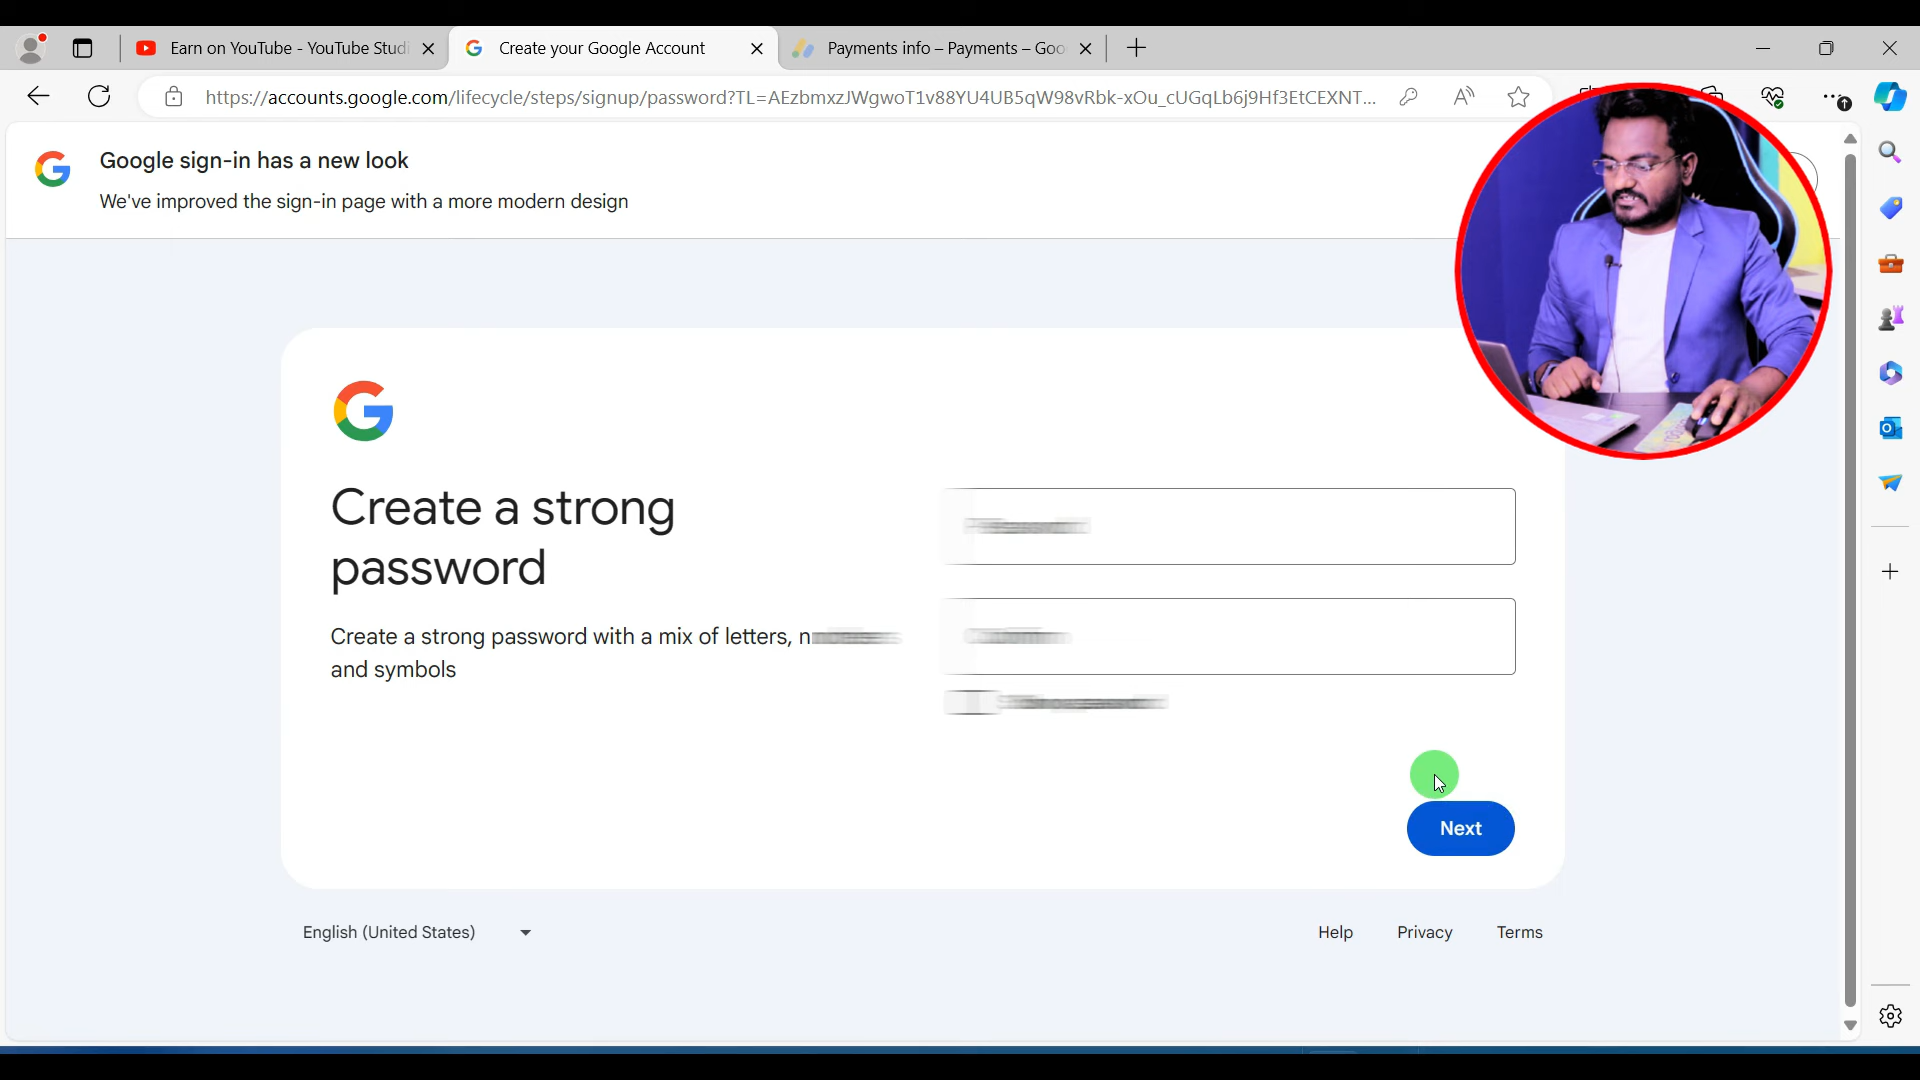 Earn on YouTube - YouTube Studi
Create your Google Account
Payments info – Payments – Goo
https://accounts.google.com/lifecycle/steps/signup/password?TL=AEzbmxzJWgwoT1v88YU4UB5qW98vRbk-xOu_cUGqLb6j9Hf3EtCEXNT...
Google sign-in has a new look
We've improved the sign-in page with a more modern design
Create a strong
password
Create a strong password with a mix of letters,
and symbols
Next
English (United States)
Help
Privacy
Terms